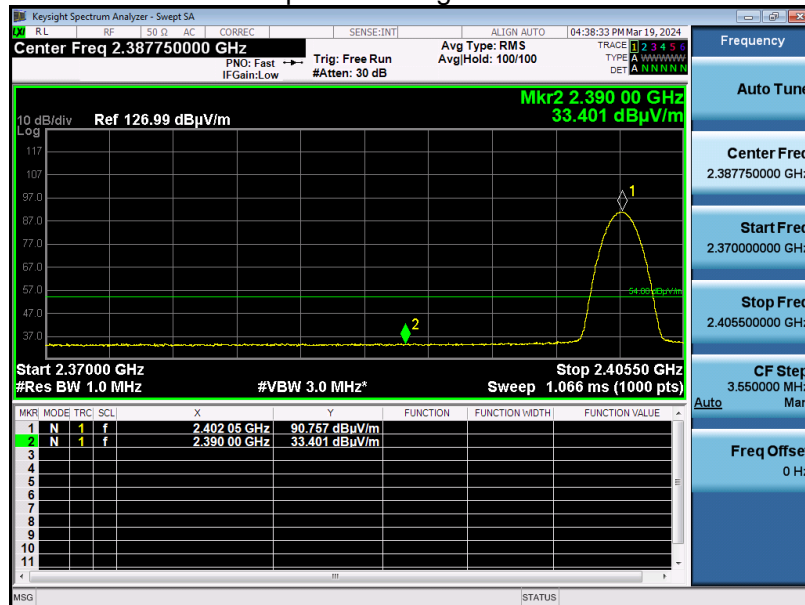 Keysight Spectrum Analyzer - Swept SA
LXI RL RF 50 Ω AC CORREC SENSE:INT ALIGN AUTO 04:38:33 PM Mar 19, 2024
Center Freq 2.387750000 GHz
PNO: Fast
IFGain:Low
Trig: Free Run
#Atten: 30 dB
Avg Type: RMS
Avg|Hold: 100/100
TRACE 1 2 3 4 5 6
TYPE A WWWWW
DET A N N N N N
Mkr2 2.390 00 GHz
33.401 dBµV/m
10 dB/div Ref 126.99 dBµV/m
Log
117
107
97.0
87.0
77.0
67.0
57.0
47.0
37.0
1
2
54.00 dBµV/m
Start 2.37000 GHz Stop 2.40550 GHz
#Res BW 1.0 MHz #VBW 3.0 MHz* Sweep 1.066 ms (1000 pts)
MKR MODE TRC SCL X Y FUNCTION FUNCTION WIDTH FUNCTION VALUE
1 N 1 f 2.402 05 GHz 90.757 dBµV/m
2 N 1 f 2.390 00 GHz 33.401 dBµV/m
3
4
5
6
7
8
9
10
11
MSG STATUS
Frequency
Auto Tune
Center Freq
2.387750000 GHz
Start Freq
2.370000000 GHz
Stop Freq
2.405500000 GHz
CF Step
3.550000 MHz
Auto Man
Freq Offset
0 Hz